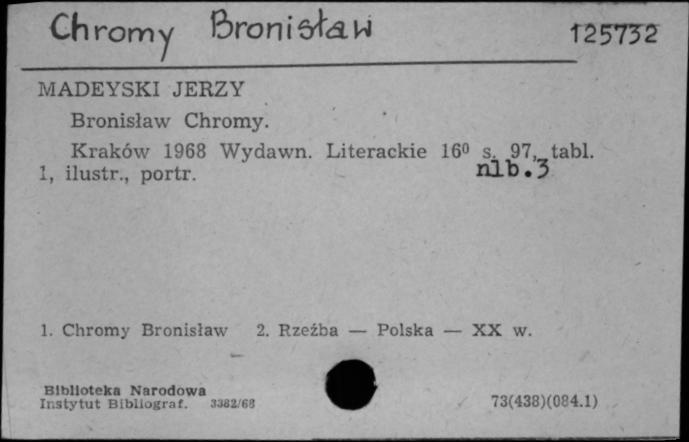 Chromy Bronisław 125732
MADEYSKI JERZY
Bronisław Chromy.
Kraków 1968 Wydawn. Literackie 16⁰ s. 97, tabl.
nlb.3
1, ilustr., portr.
1. Chromy Bronisław 2. Rzeźba — Polska — XX w.
Biblioteka Narodowa
Instytut Bibliograf. 3382/68 73(438)(084.1)